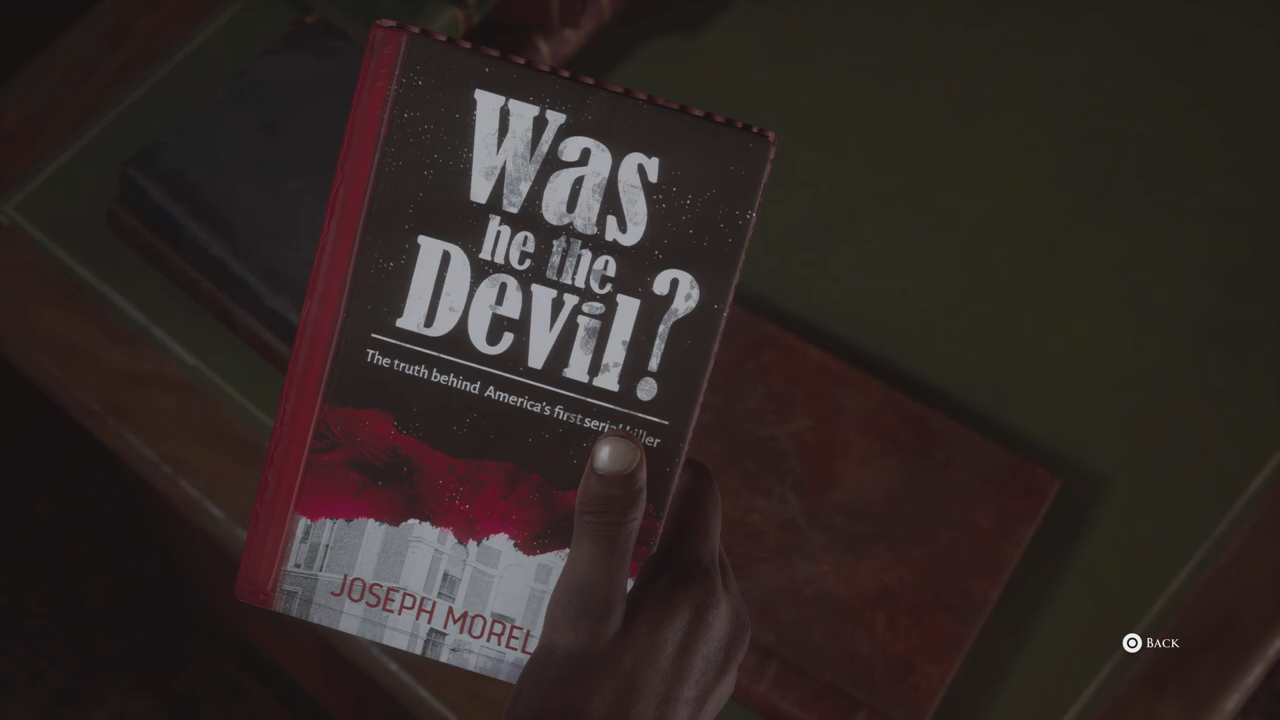 Was
he the
Devil?
The truth behind America's first serial killer
JOSEPH MOREL
BACK